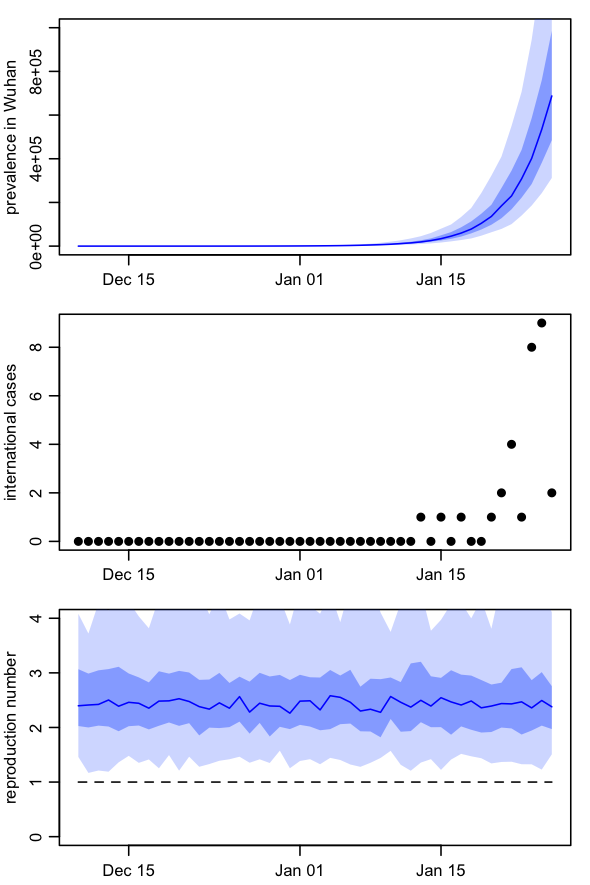 prevalence in Wuhan
8e+05
4e+05
0e+00
Dec 15 Jan 01 Jan 15
international cases
8
6
4
2
0
Dec 15 Jan 01 Jan 15
reproduction number
4
3
2
1
0
Dec 15 Jan 01 Jan 15